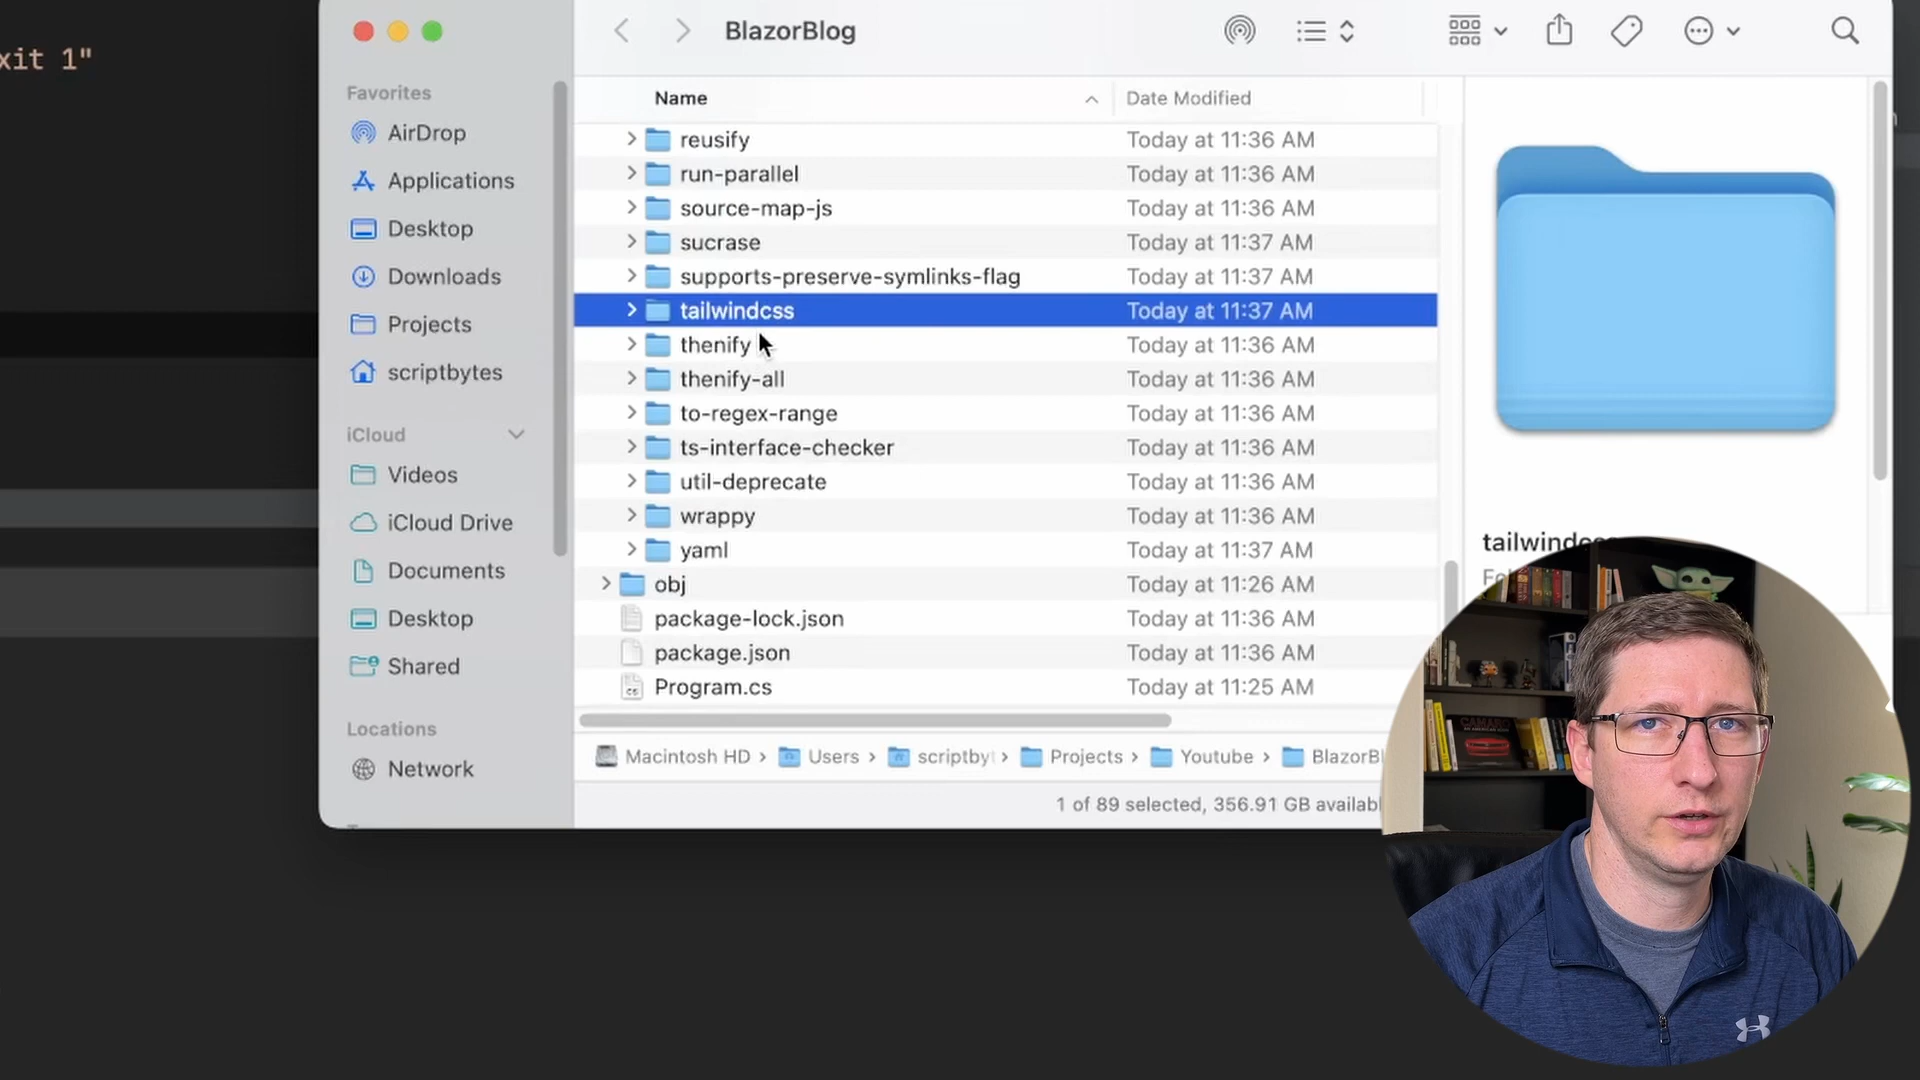 xit 1"
BlazorBlog
Favorites
AirDrop
Applications
Desktop
Downloads
Projects
scriptbytes
iCloud
Videos
iCloud Drive
Documents
Desktop
Shared
Locations
Network
Name
Date Modified
reusify Today at 11:36 AM
run-parallel Today at 11:36 AM
source-map-js Today at 11:36 AM
sucrase Today at 11:37 AM
supports-preserve-symlinks-flag Today at 11:37 AM
tailwindcss Today at 11:37 AM
thenify Today at 11:36 AM
thenify-all Today at 11:36 AM
to-regex-range Today at 11:36 AM
ts-interface-checker Today at 11:36 AM
util-deprecate Today at 11:36 AM
wrappy Today at 11:36 AM
yaml Today at 11:37 AM
obj Today at 11:26 AM
package-lock.json Today at 11:36 AM
package.json Today at 11:36 AM
Program.cs Today at 11:25 AM
Macintosh HD › Users › scriptbyt › Projects › Youtube › BlazorBl
1 of 89 selected, 356.91 GB availabl
tailwindcss
CAMARO